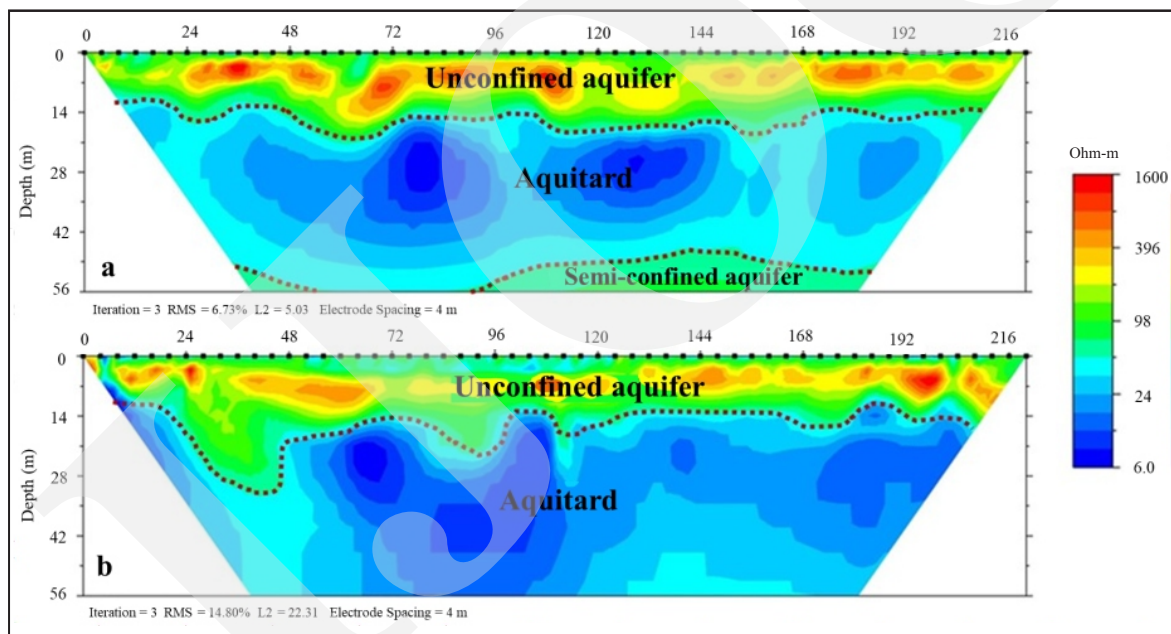 0 24 48 72 96 120 144 168 192 216
0
Unconfined aquifer
14
28
Aquitard
42
a
Semi-confined aquifer
56
Depth (m)
Iteration = 3 RMS = 6.73% L2 = 5.03 Electrode Spacing = 4 m
Ohm-m
1600
396
98
24
6.0
0 24 48 72 96 120 144 168 192 216
0
Unconfined aquifer
14
28
Aquitard
42
b
56
Depth (m)
Iteration = 3 RMS = 14.80% L2 = 22.31 Electrode Spacing = 4 m